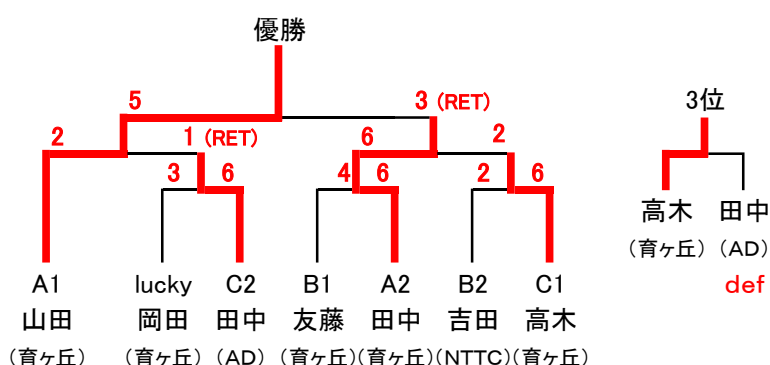 優勝
5
3 (RET)
3位
2
1 (RET)
6
2
3
6
4
6
2
6
高木
田中
(育ヶ丘)
(AD)
def
A1
lucky
C2
B1
A2
B2
C1
山田
岡田
田中
友藤
田中
吉田
高木
(育ヶ丘)
(育ヶ丘)
(AD)
(育ヶ丘)
(育ヶ丘)
(NTTC)
(育ヶ丘)